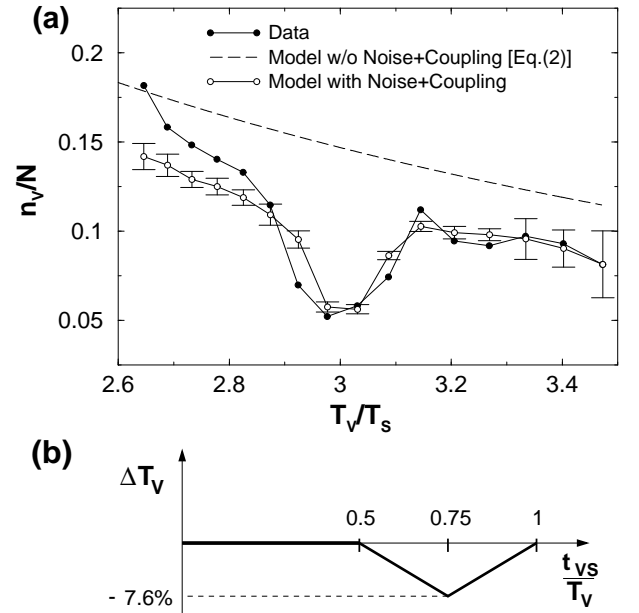 (a)
Data
Model w/o Noise+Coupling [Eq.(2)]
Model with Noise+Coupling
0.2
0.15
0.1
0.05
n_V/N
2.6 2.8 3 3.2 3.4
T_V/T_S
(b)
ΔT_V
0.5 0.75 1
- 7.6%
t_VS
T_V